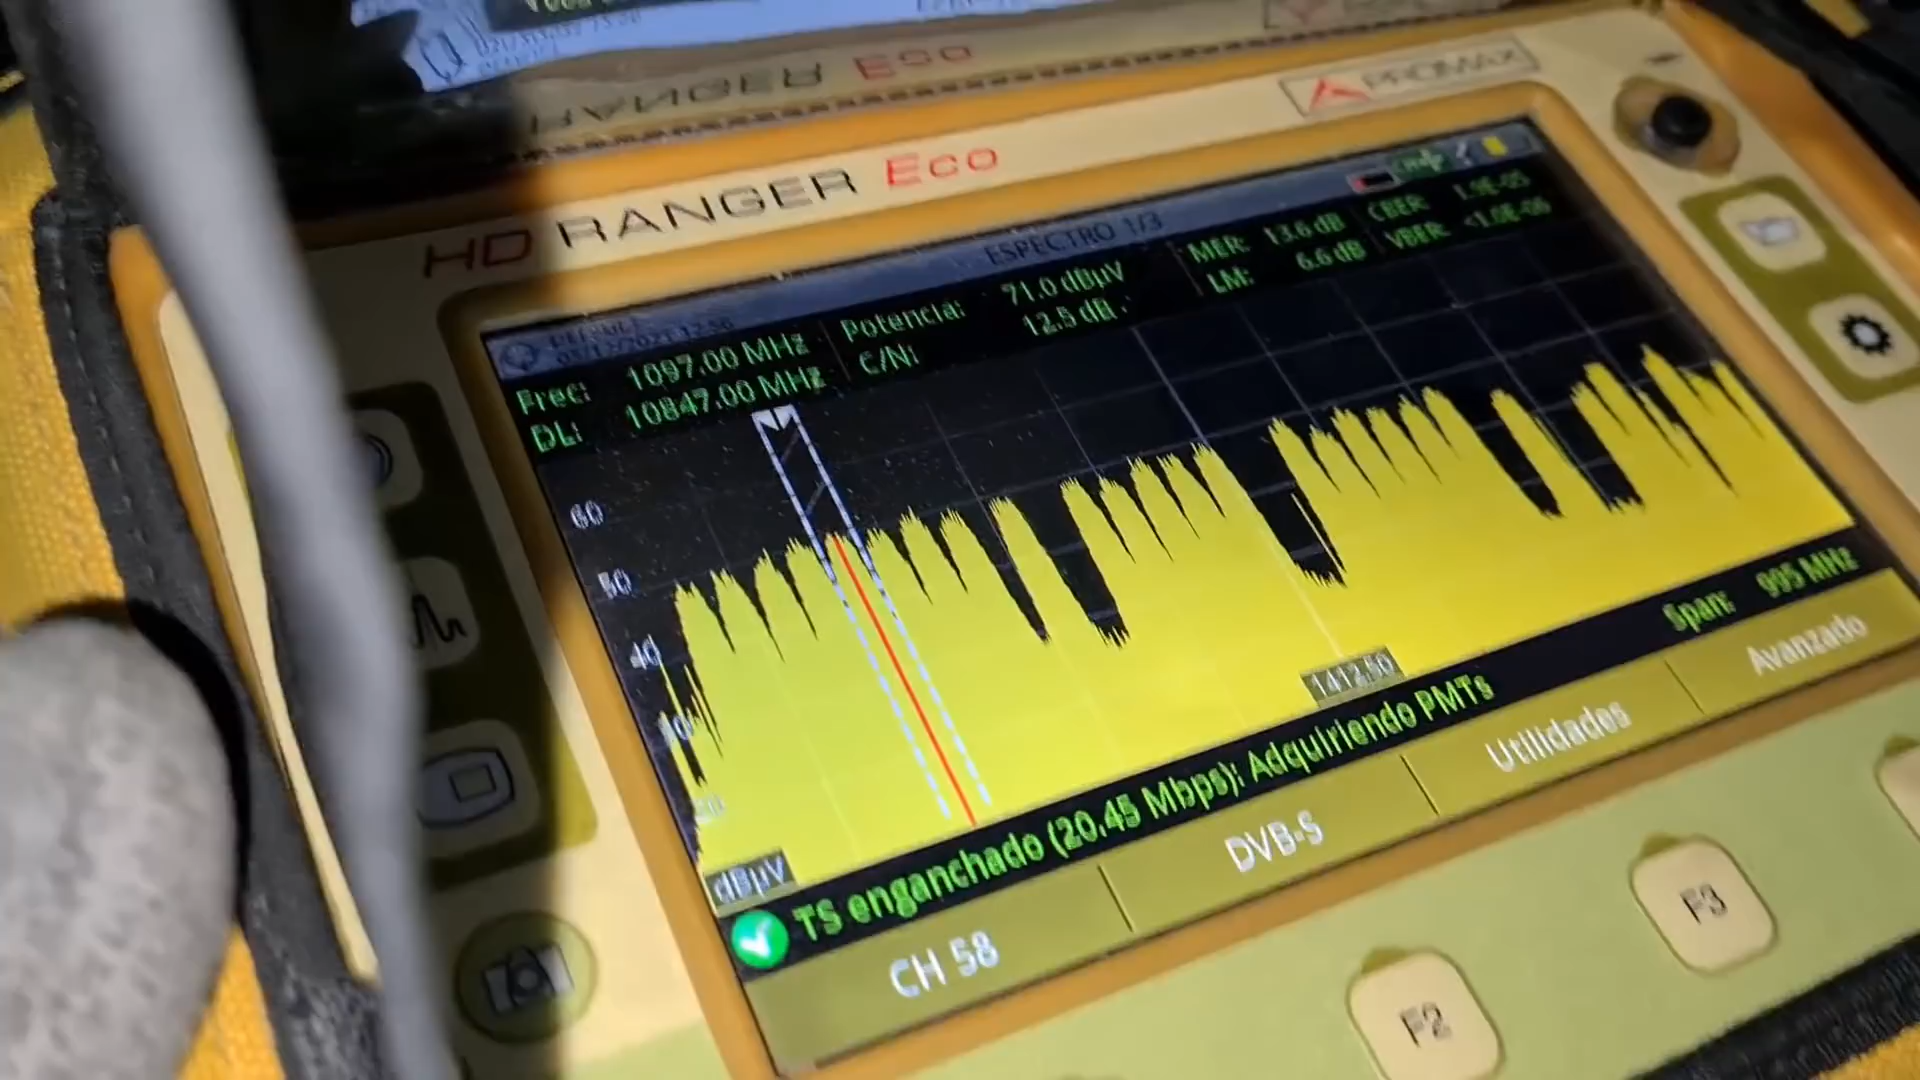 HD RANGER Eco
PROMAX
ESPECTRO 1/3
Frec: 1097.00 MHz
DL: 10847.00 MHz
Potencia: 71.0 dBµV
C/N: 12.5 dB
MER: 13.6 dB
LM: 6.6 dB
CBER: 1.9E-05
VBER: <1.0E-06
60
50
40
dBµV
1412.50
Span: 995 MHz
TS enganchado (20.45 Mbps); Adquiriendo PMTs
CH 58
DVB-S
Utilidades
Avanzado
F2
F3